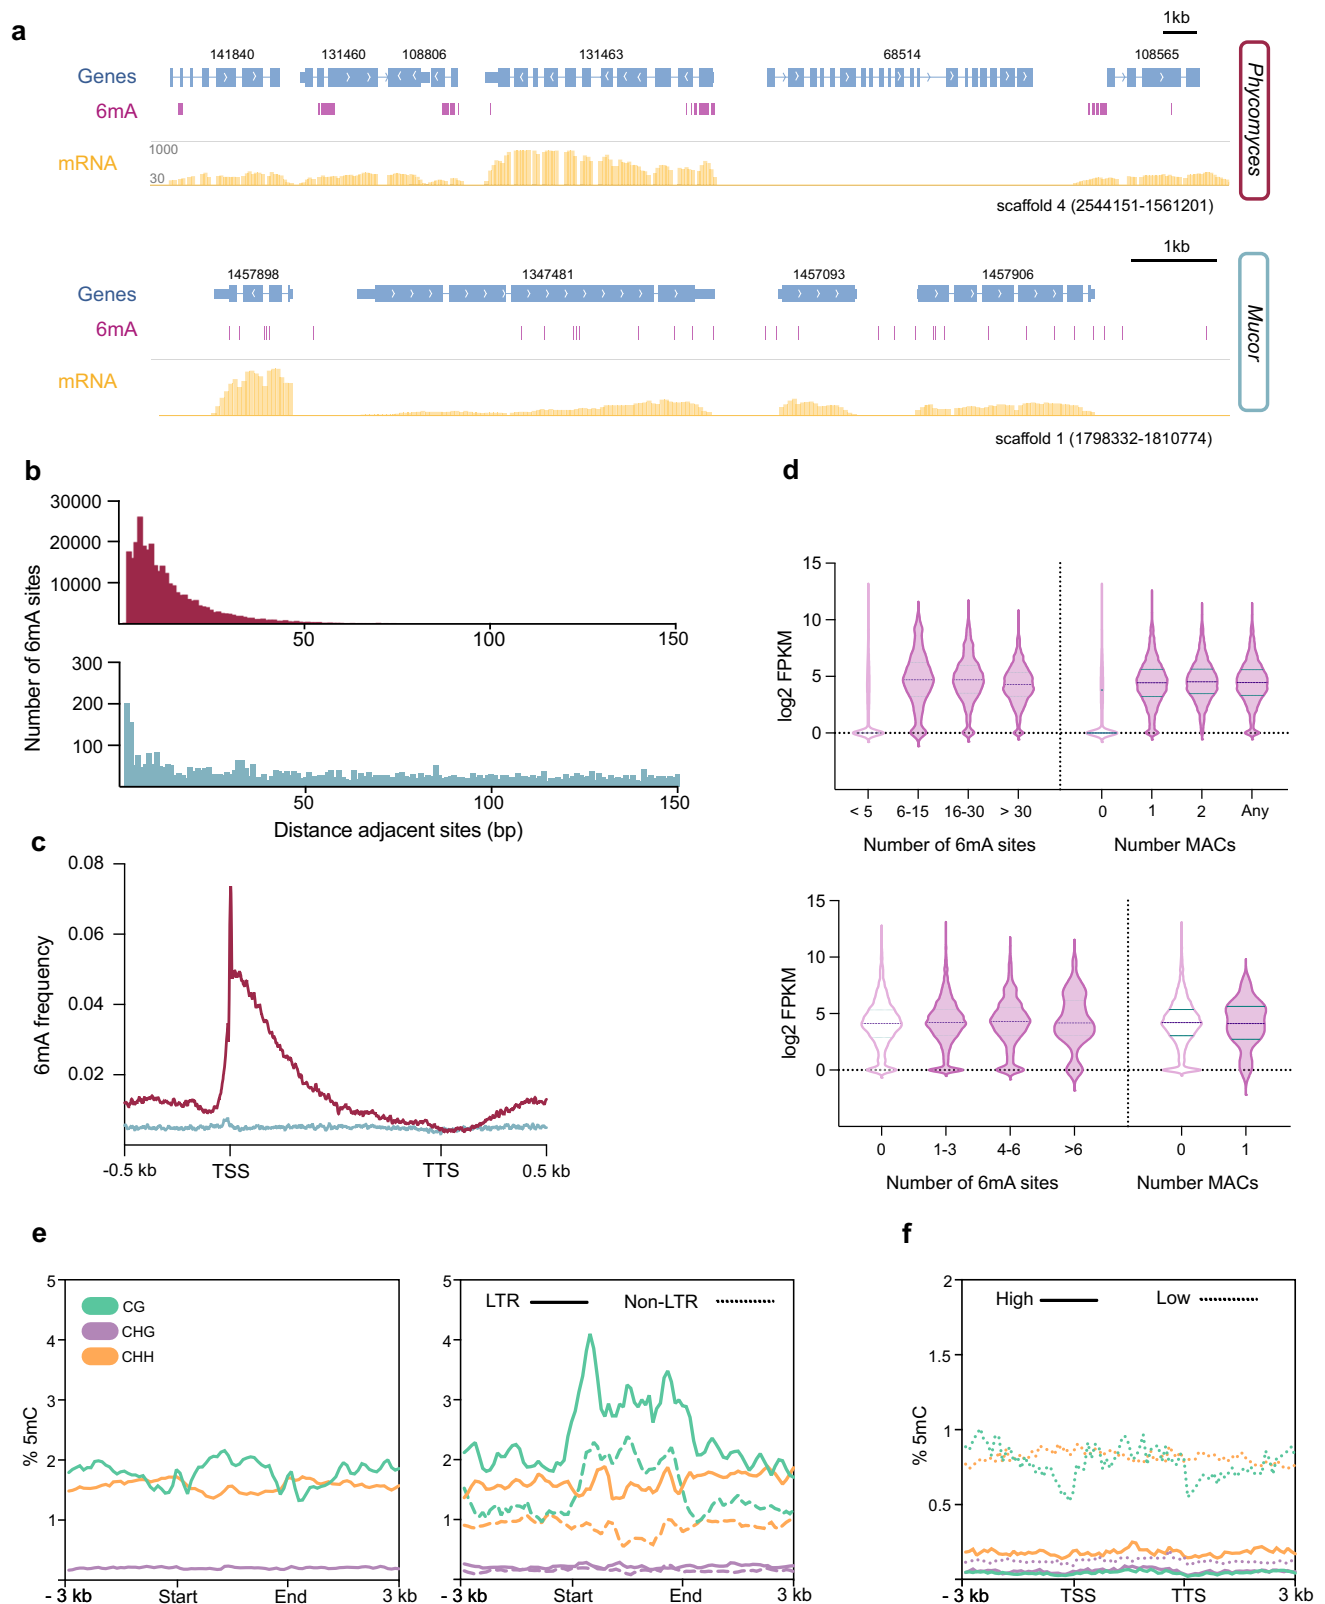 a
1kb
141840 131460 108806 131463 68514 108565
Genes
6mA
mRNA
1000
30
scaffold 4 (2544151-1561201)
Phycomyces
1kb
1457898 1347481 1457093 1457906
Genes
6mA
mRNA
scaffold 1 (1798332-1810774)
Mucor
b
Number of 6mA sites
30000
20000
10000
50 100 150
300
200
100
50 100 150
Distance adjacent sites (bp)
c
6mA frequency
0.08
0.06
0.04
0.02
-0.5 kb TSS TTS 0.5 kb
d
log2 FPKM
15
10
5
0
< 5 6-15 16-30 > 30 0 1 2 Any
Number of 6mA sites Number MACs
log2 FPKM
15
10
5
0
0 1-3 4-6 >6 0 1
Number of 6mA sites Number MACs
e
% 5mC
5
4
3
2
1
CG
CHG
CHH
- 3 kb Start End 3 kb
5
4
3
2
1
LTR Non-LTR
- 3 kb Start End 3 kb
f
% 5mC
2
1.5
1
0.5
High Low
- 3 kb TSS TTS 3 kb